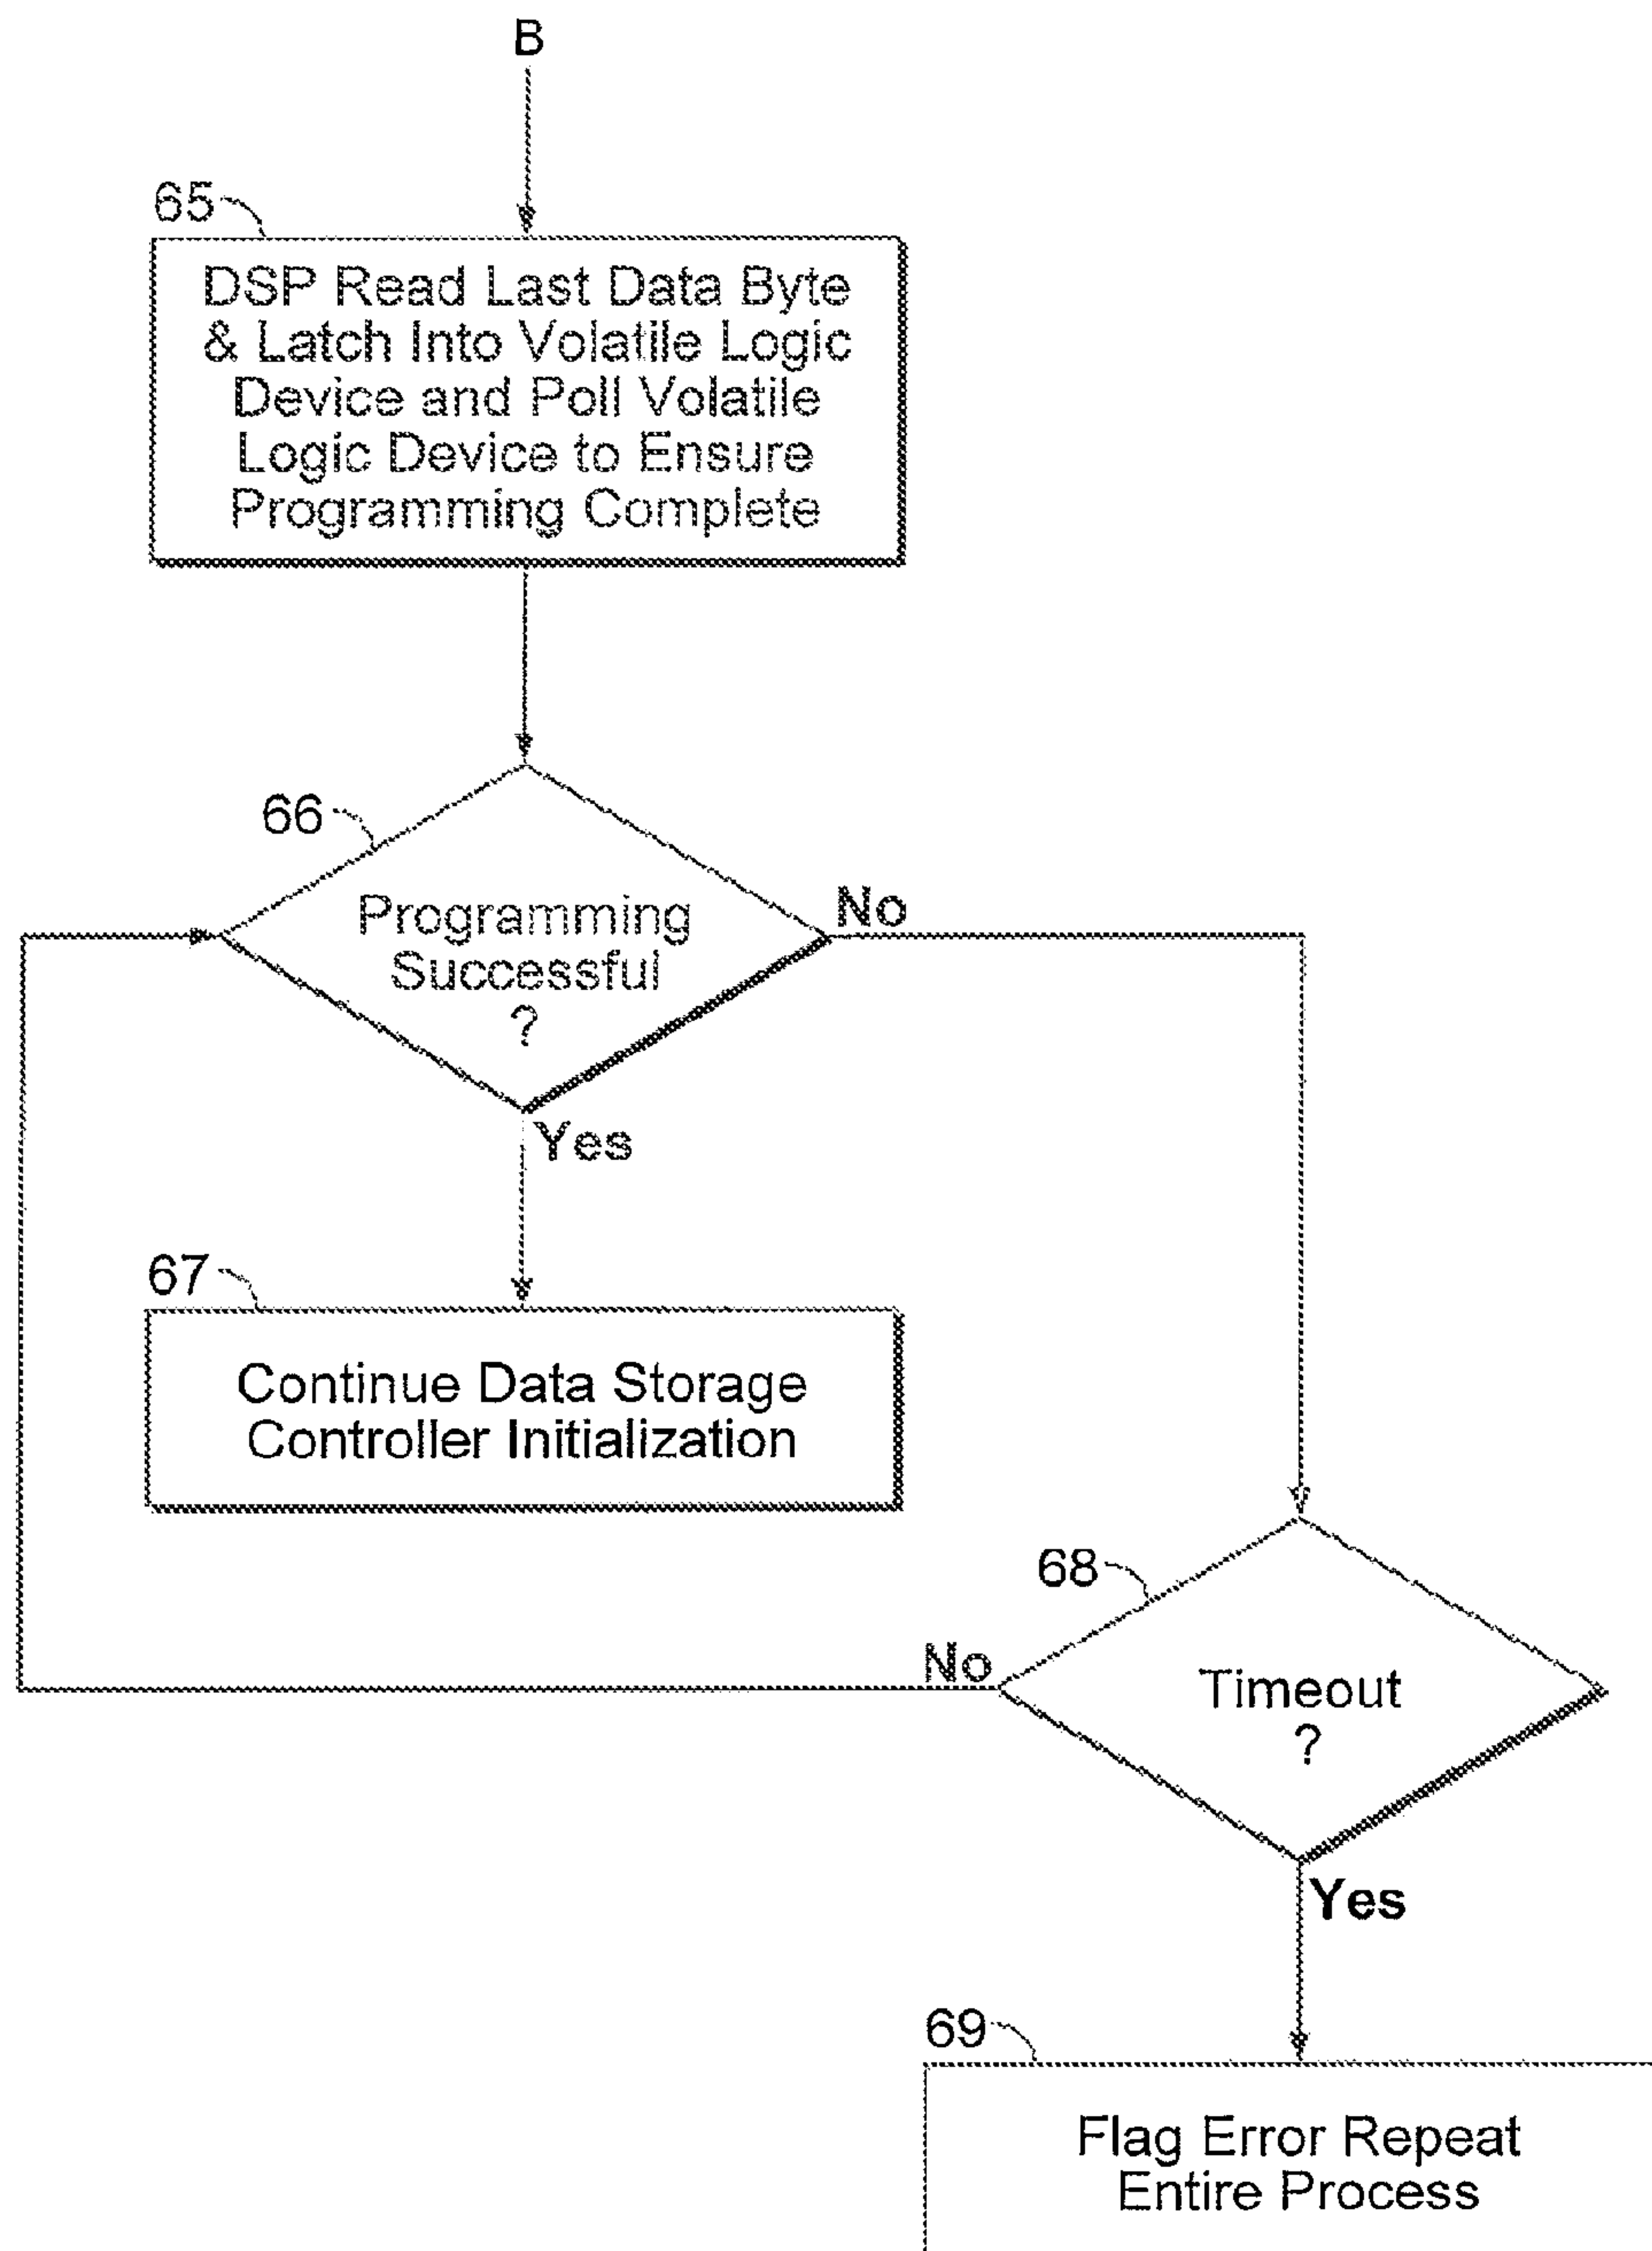 B
65
DSP Read Last Data Byte
& Latch Into Volatile Logic
Device and Poll Volatile
Logic Device to Ensure
Programming Complete
66
Programming
Successful
?
No
Yes
67
Continue Data Storage
Controller Initialization
68
No
Timeout
?
Yes
69
Flag Error Repeat
Entire Process